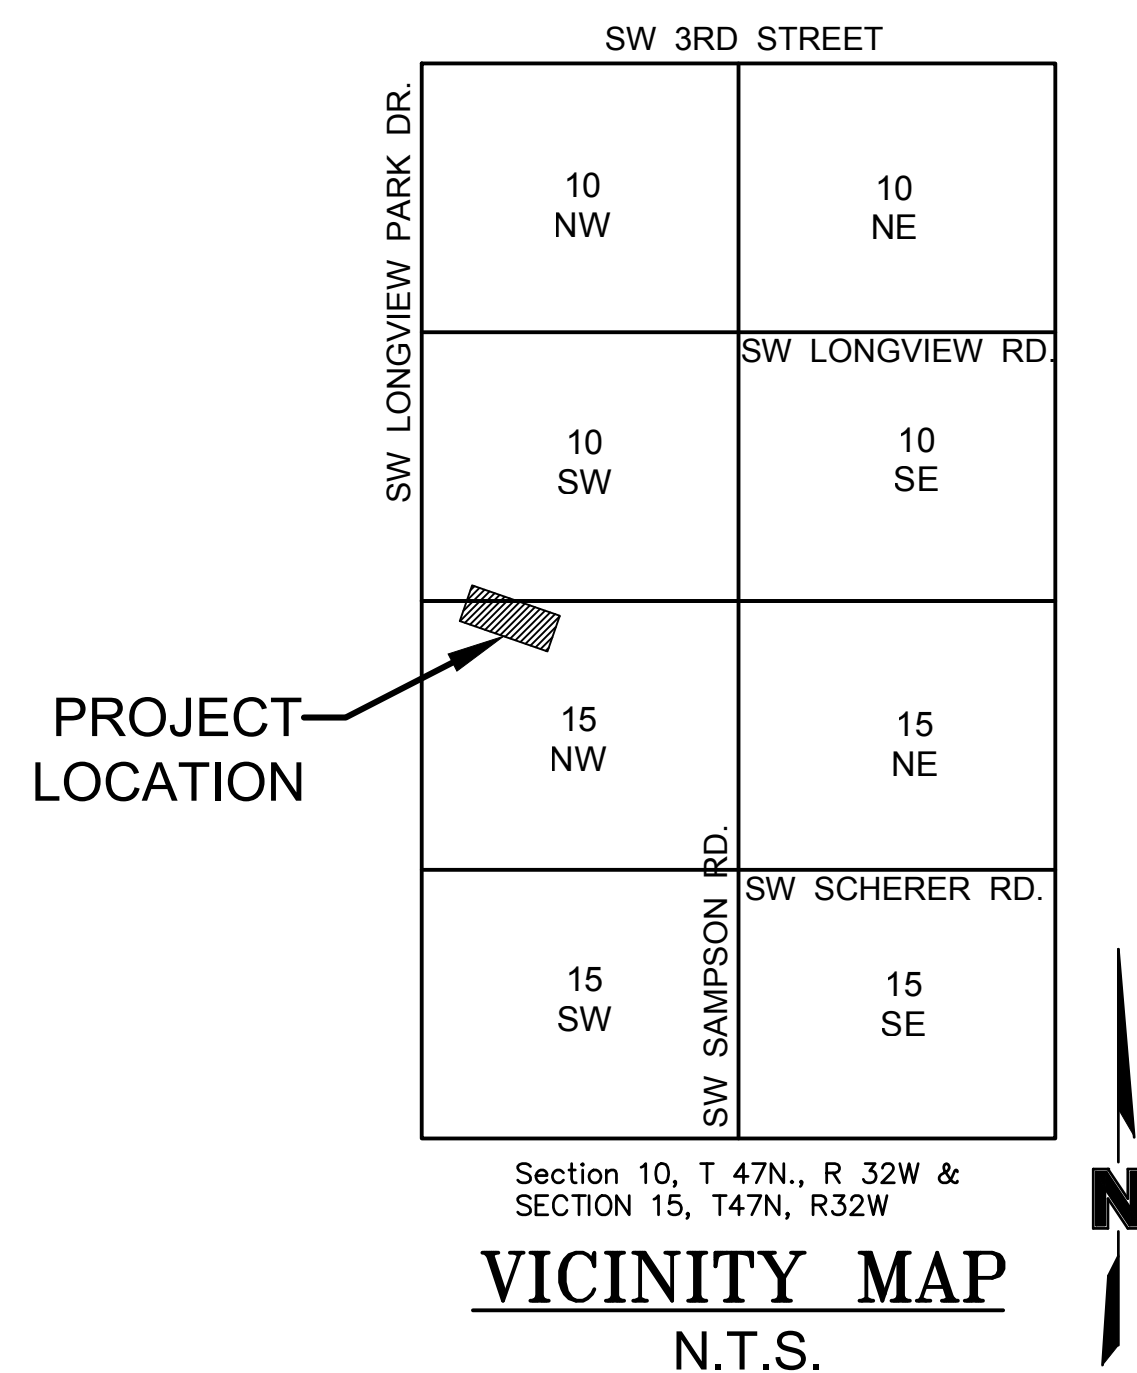 SW 3RD STREET
SW LONGVIEW PARK DR.
10
NW
10
NE
SW LONGVIEW RD.
10
SW
10
SE
PROJECT
LOCATION
15
NW
15
NE
SW SAMPSON RD.
SW SCHERER RD.
15
SW
15
SE
Section 10, T 47N., R 32W &
SECTION 15, T47N, R32W
VICINITY MAP
N.T.S.
N